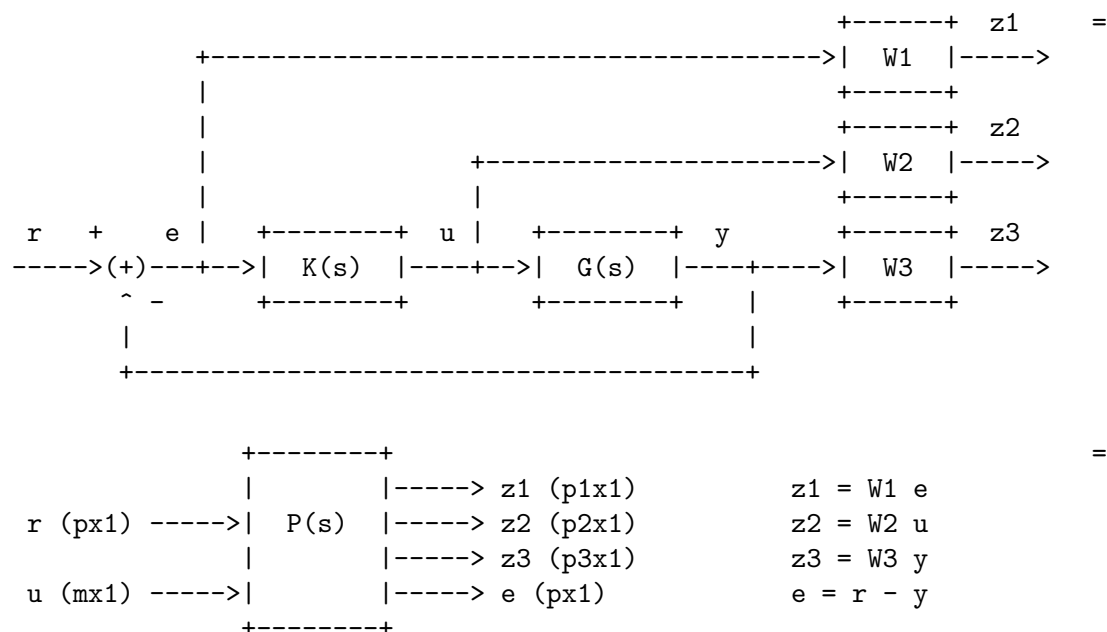 +------+ z1 =
+--------------------------------------->| W1 |----->
| +------+
| +------+ z2
| +---------------------->| W2 |----->
| | +------+
r + e | +--------+ u | +--------+ y +------+ z3
----->(+)---+-->| K(s) |----+-->| G(s) |----+---->| W3 |----->
^ - +--------+ +--------+ | +------+
| |
+----------------------------------------+
+--------+ =
| |-----> z1 (p1x1) z1 = W1 e
r (px1) ----->| P(s) |-----> z2 (p2x1) z2 = W2 u
| |-----> z3 (p3x1) z3 = W3 y
u (mx1) ----->| |-----> e (px1) e = r - y
+--------+